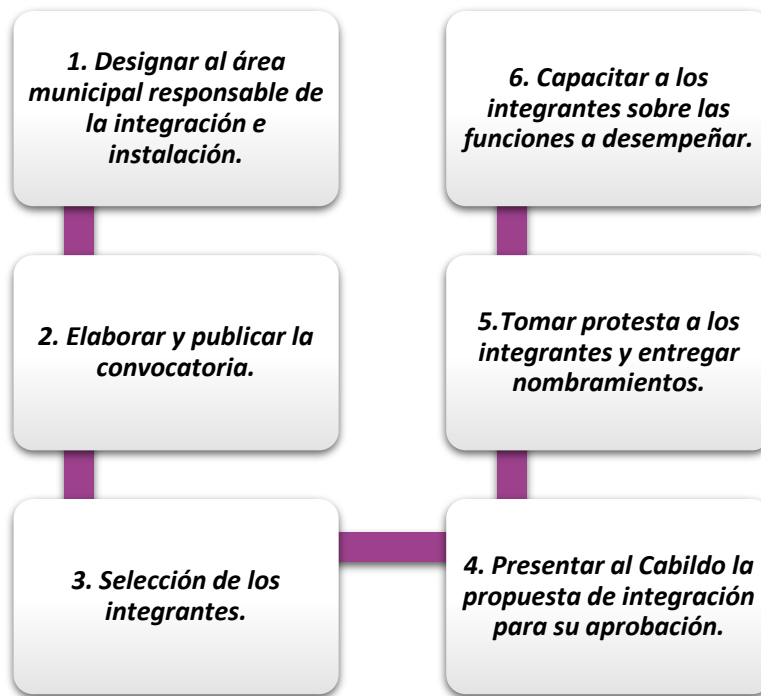 1. Designar al área
municipal responsable de
la integración e
instalación.
2. Elaborar y publicar la
convocatoria.
3. Selección de los
integrantes.
4. Presentar al Cabildo la
propuesta de integración
para su aprobación.
5.Tomar protesta a los
integrantes y entregar
nombramientos.
6. Capacitar a los
integrantes sobre las
funciones a desempeñar.